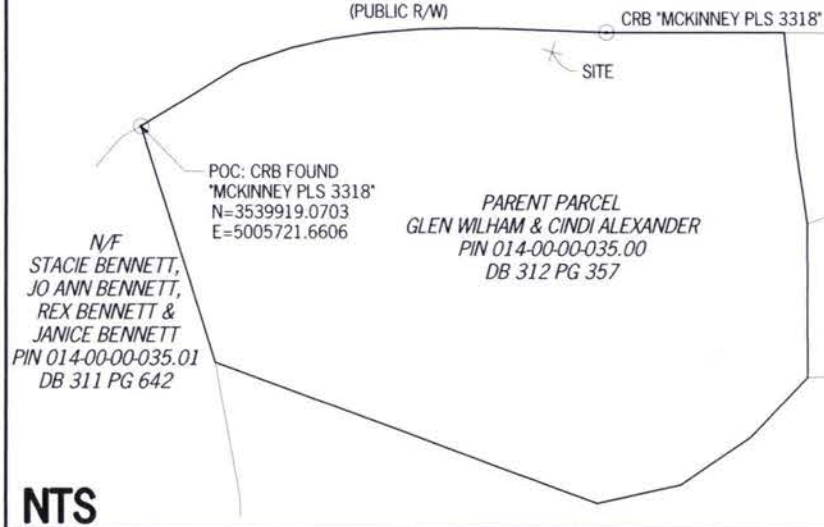 (PUBLIC R/W)
CRB "MCKINNEY PLS 3318"
SITE
POC: CRB FOUND
"MCKINNEY PLS 3318"
N=3539919.0703
E=5005721.6606
PARENT PARCEL
GLEN WILHAM & CINDI ALEXANDER
PIN 014-00-00-035.00
DB 312 PG 357
N/F
STACIE BENNETT,
JO ANN BENNETT,
REX BENNETT &
JANICE BENNETT
PIN 014-00-00-035.01
DB 311 PG 642
NTS